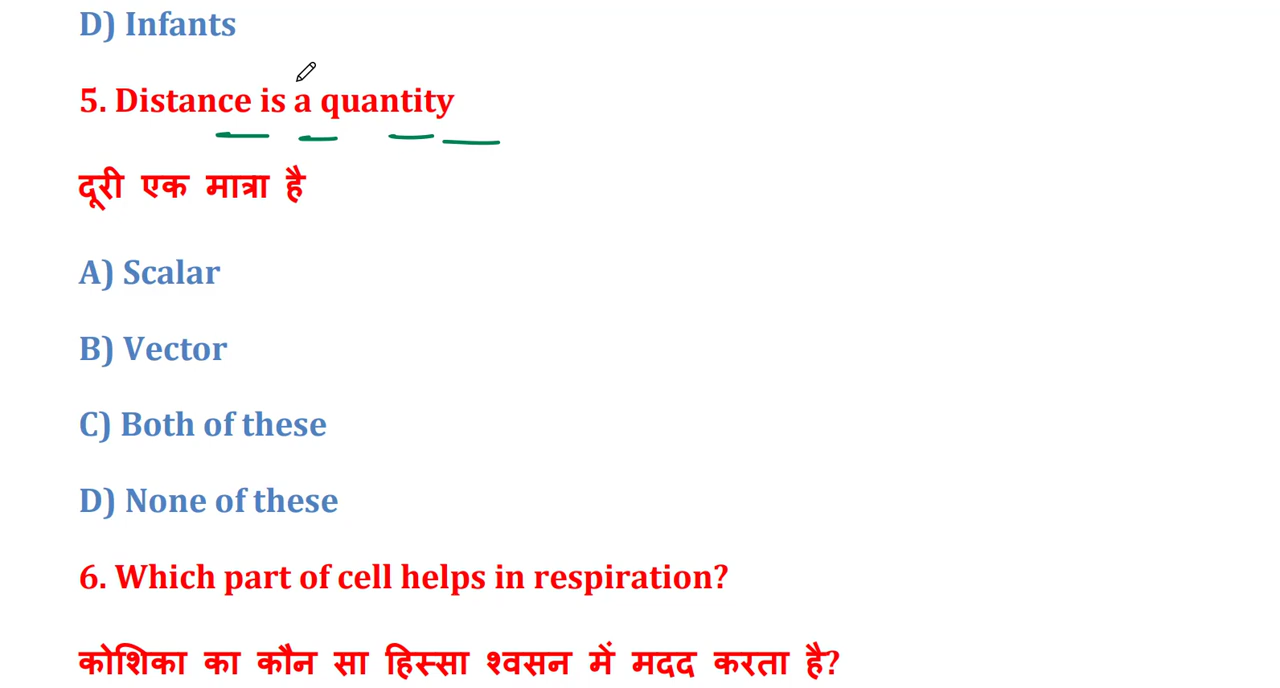 D) Infants
5. Distance is a quantity
दूरी एक मात्रा है
A) Scalar
B) Vector
C) Both of these
D) None of these
6. Which part of cell helps in respiration?
कोशिका का कौन सा हिस्सा श्वसन में मदद करता है?